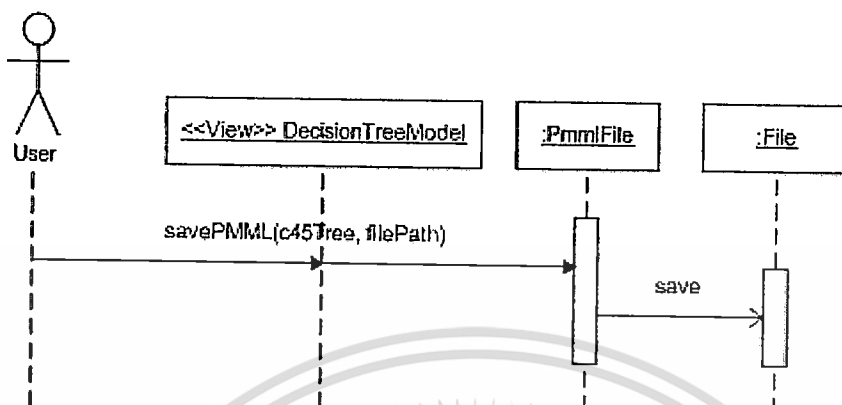 User
<<View>> DecisionTreeModel
:PmmlFile
:File
savePMML(c45Tree, filePath)
save